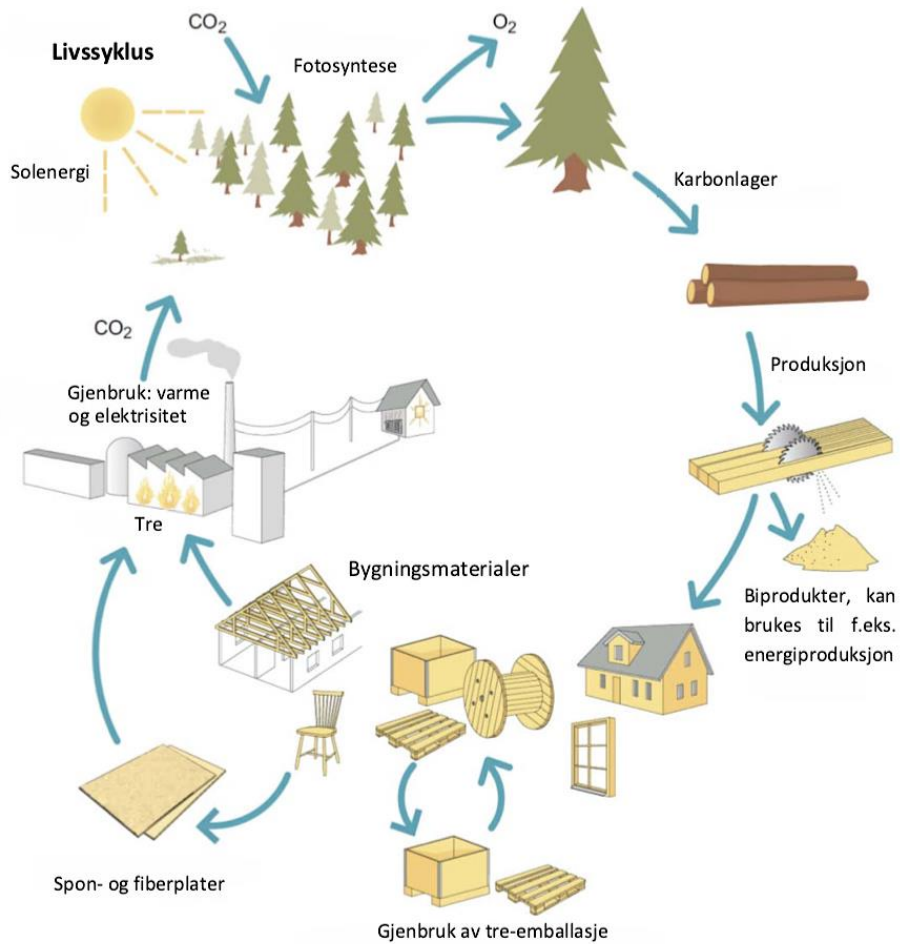 CO₂
O₂
Livssyklus
Fotosyntese
Solenergi
Karbonlager
CO₂
Produksjon
Gjenbruk: varme
og elektrisitet
Tre
Bygningsmaterialer
Biprodukter, kan
brukes til f.eks.
energiproduksjon
Spon- og fiberplater
Gjenbruk av tre-emballasje